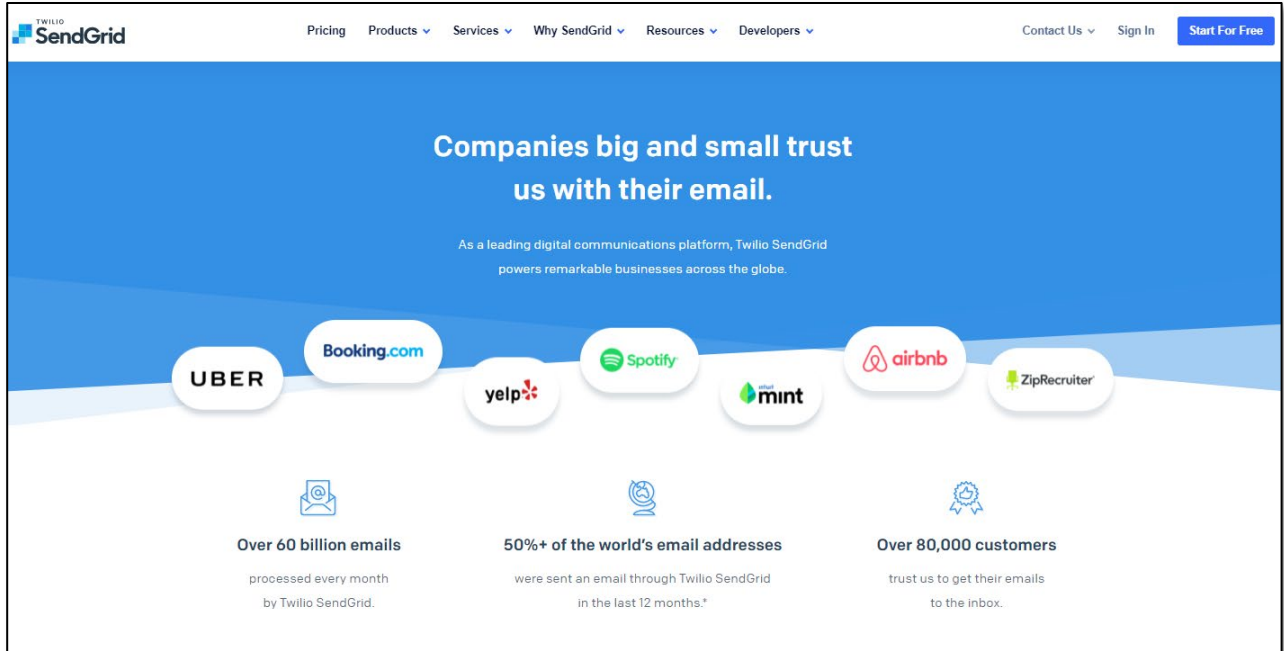 TWILIO
SendGrid
Pricing Products Services Why SendGrid Resources Developers Contact Us Sign In Start For Free
Companies big and small trust
us with their email.
As a leading digital communications platform, Twilio SendGrid
powers remarkable businesses across the globe.
UBER
Booking.com
yelp
Spotify
intuit
mint
airbnb
ZipRecruiter
Over 60 billion emails
processed every month
by Twilio SendGrid.
50%+ of the world's email addresses
were sent an email through Twilio SendGrid
in the last 12 months.*
Over 80,000 customers
trust us to get their emails
to the inbox.